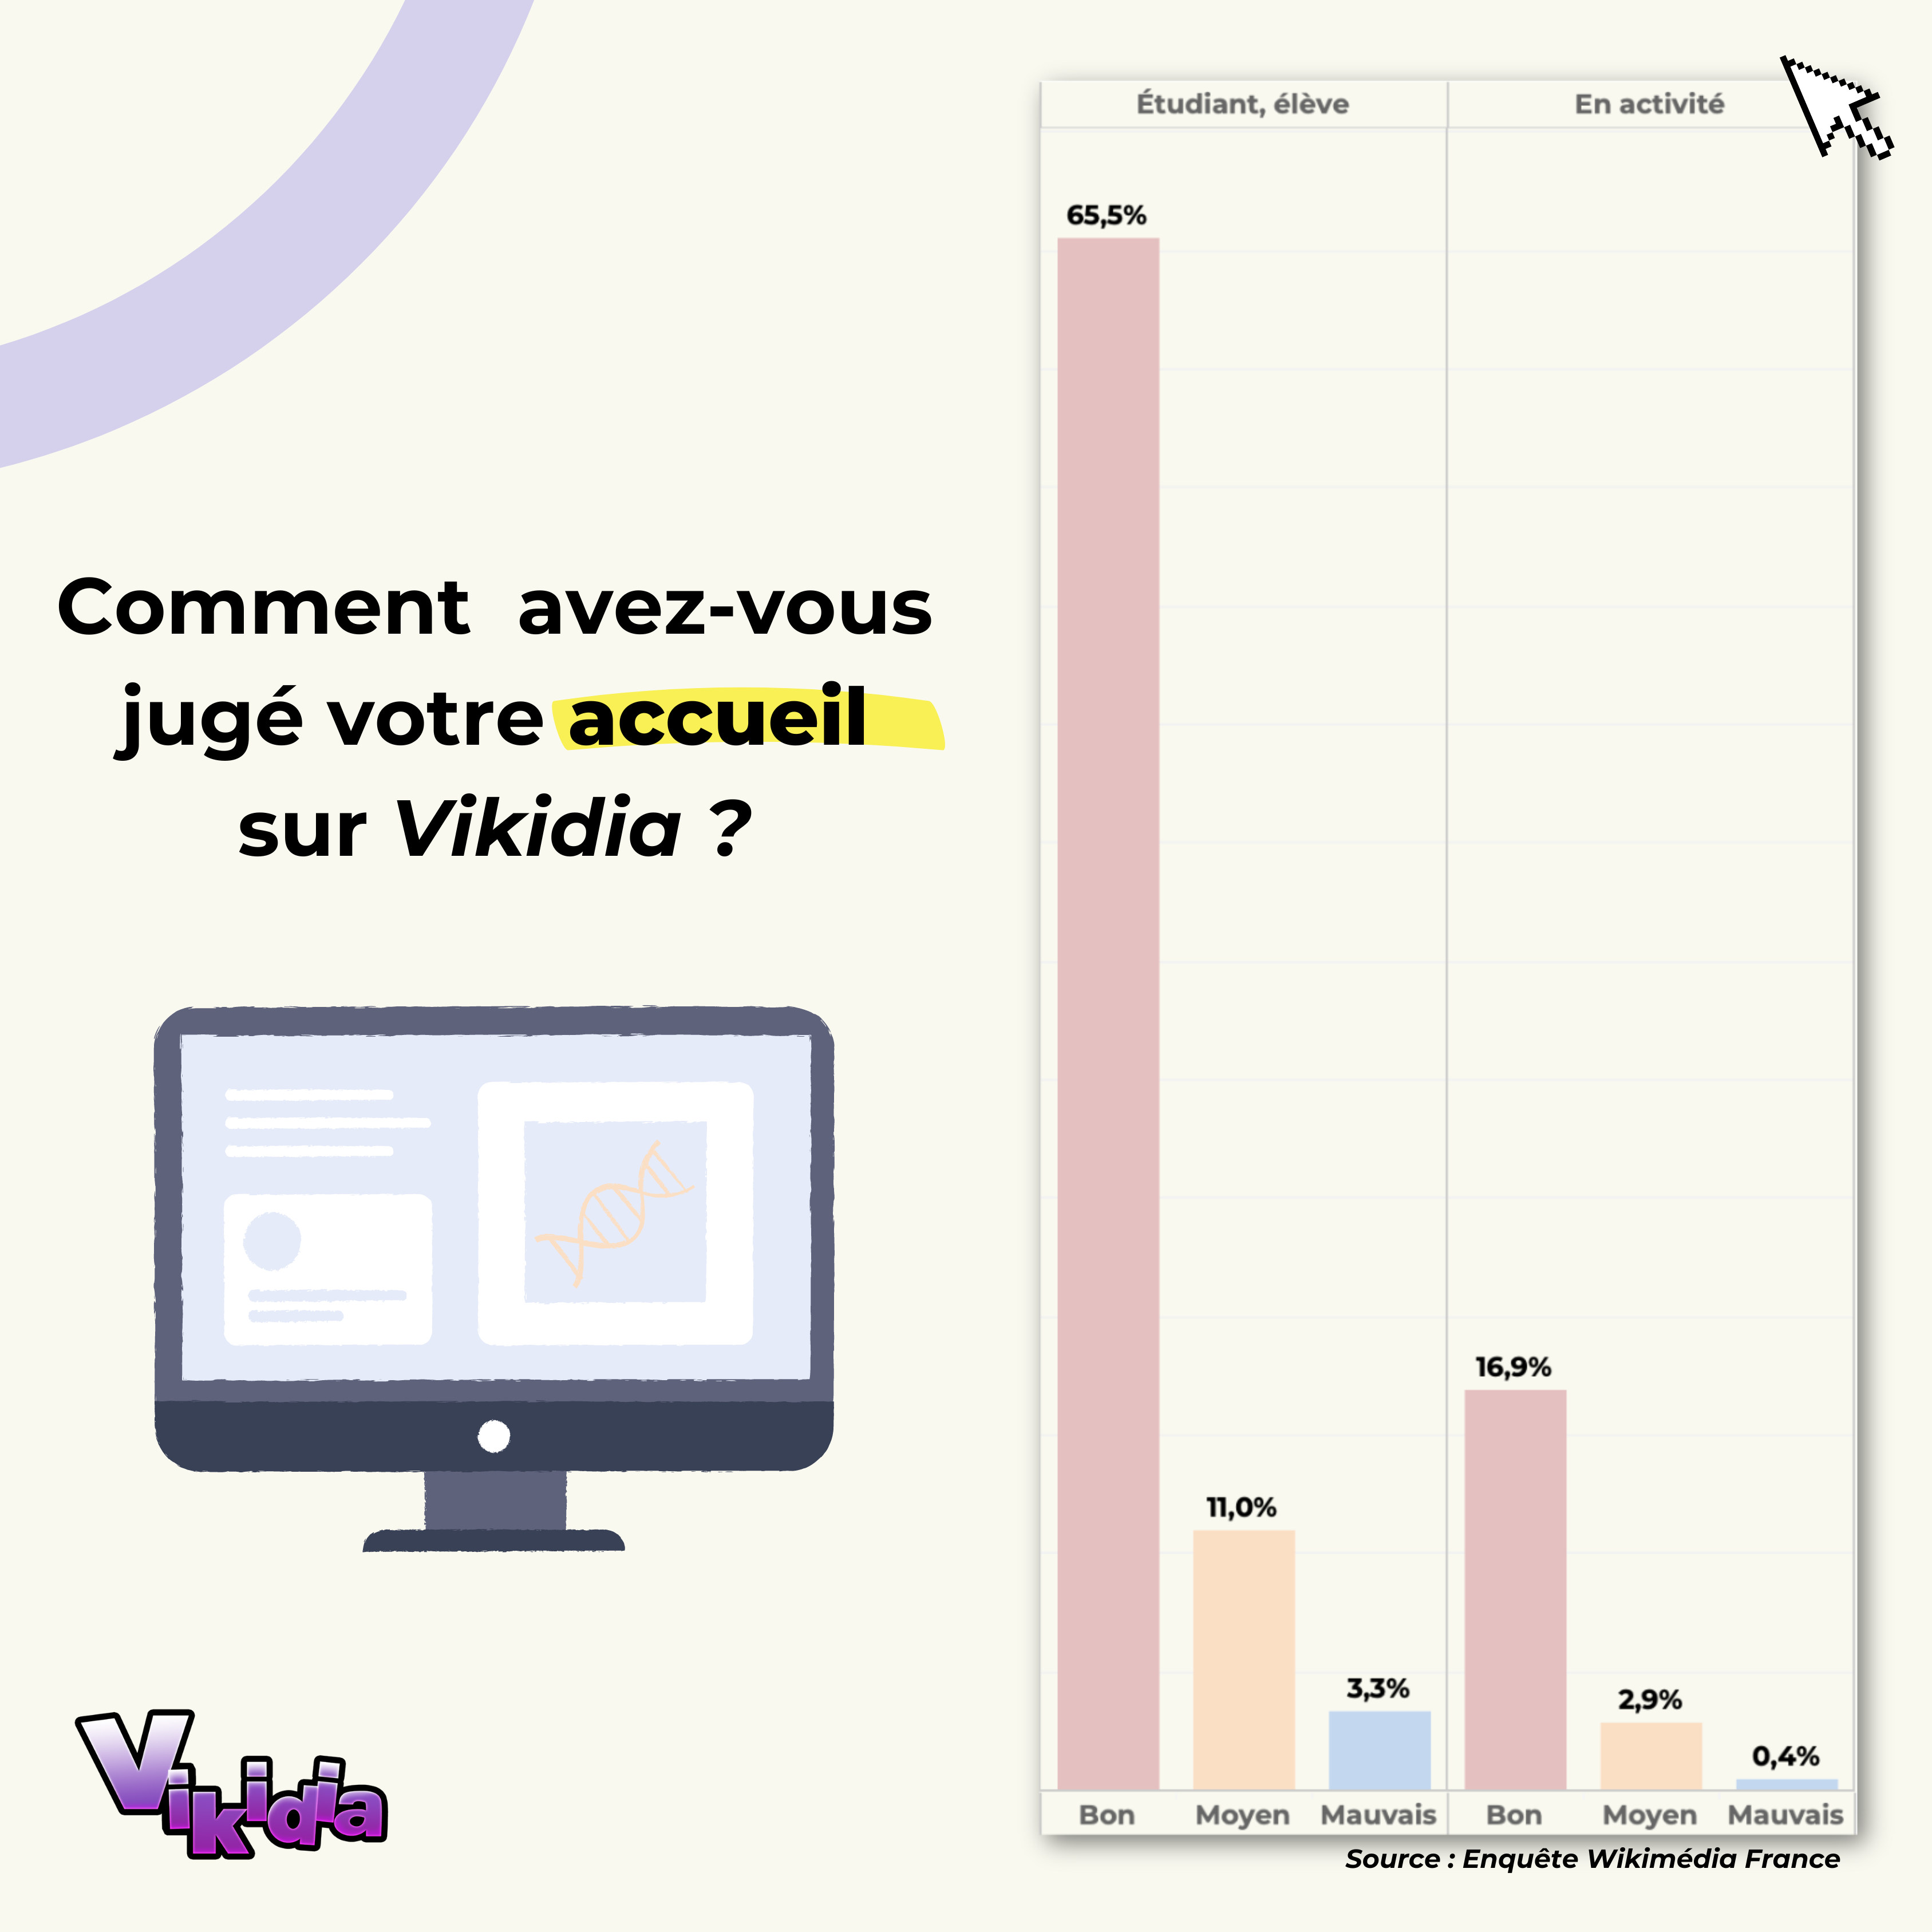 Comment avez-vous
jugé votre accueil
sur Vikidia ?
Vikidia
Étudiant, élève
En activité
65,5%
11,0%
3,3%
16,9%
2,9%
0,4%
Bon
Moyen
Mauvais
Bon
Moyen
Mauvais
Source : Enquête Wikimédia France